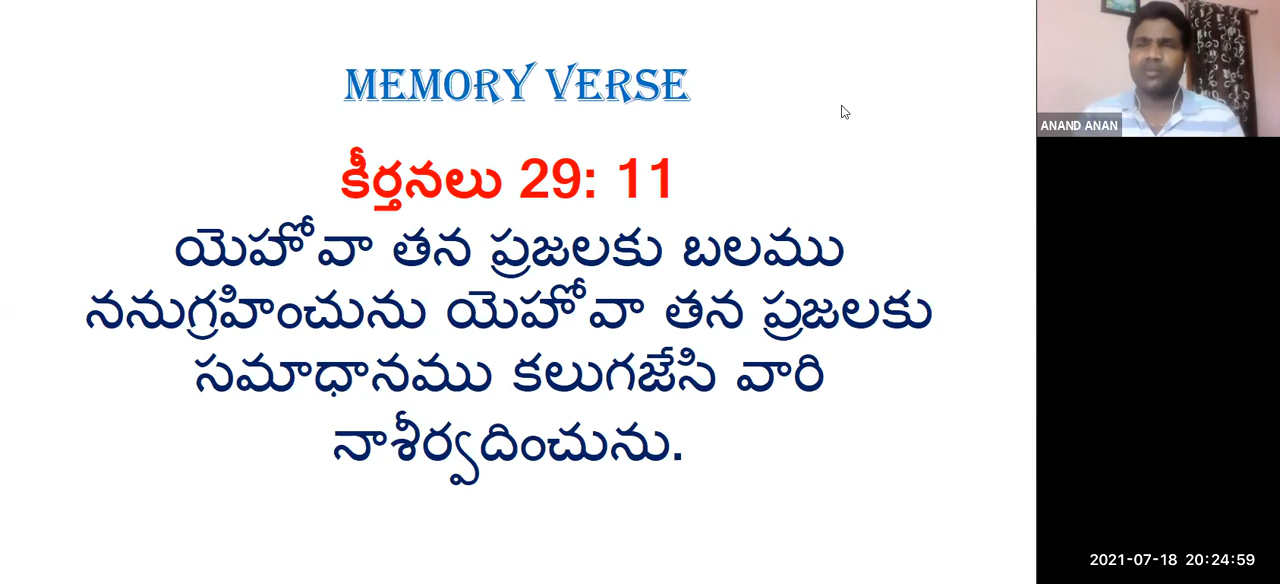 MEMORY VERSE
కీర్తనలు 29: 11
యెహోవా తన ప్రజలకు బలము
ననుగ్రహించును యెహోవా తన ప్రజలకు
సమాధానము కలుగజేసి వారి
నాశీర్వదించును.
ANAND ANAN
2021-07-18 20:24:59